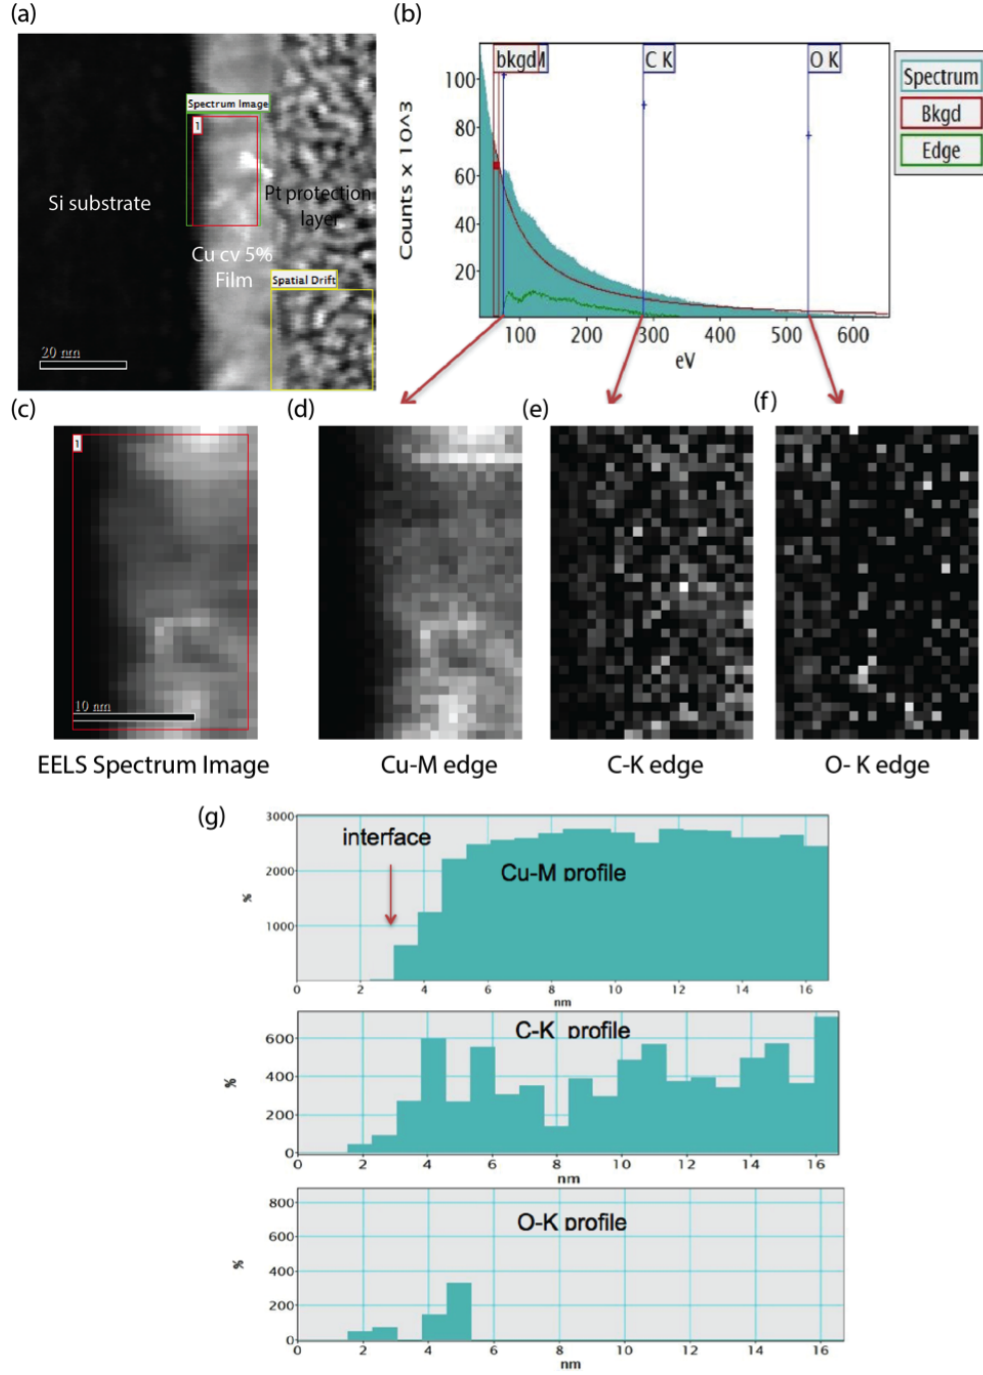 (a)
Spectrum Image
1
Si substrate
Pt protection
layer
Cu cv 5%
Film
Spatial Drift
20 nm
(b)
bkgd
C K
O K
Spectrum
Bkgd
Edge
Counts x 10^3
100
80
60
40
20
100 200 300 400 500 600
eV
(c)
1
10 nm
EELS Spectrum Image
(d)
Cu-M edge
(e)
C-K edge
(f)
O- K edge
(g)
interface
Cu-M profile
%
3000
2000
1000
0 2 4 6 8 10 12 14 16
nm
C-K profile
%
600
400
200
0
0 2 4 6 8 10 12 14 16
nm
O-K profile
%
800
600
400
200
0
0 2 4 6 8 10 12 14 16
nm